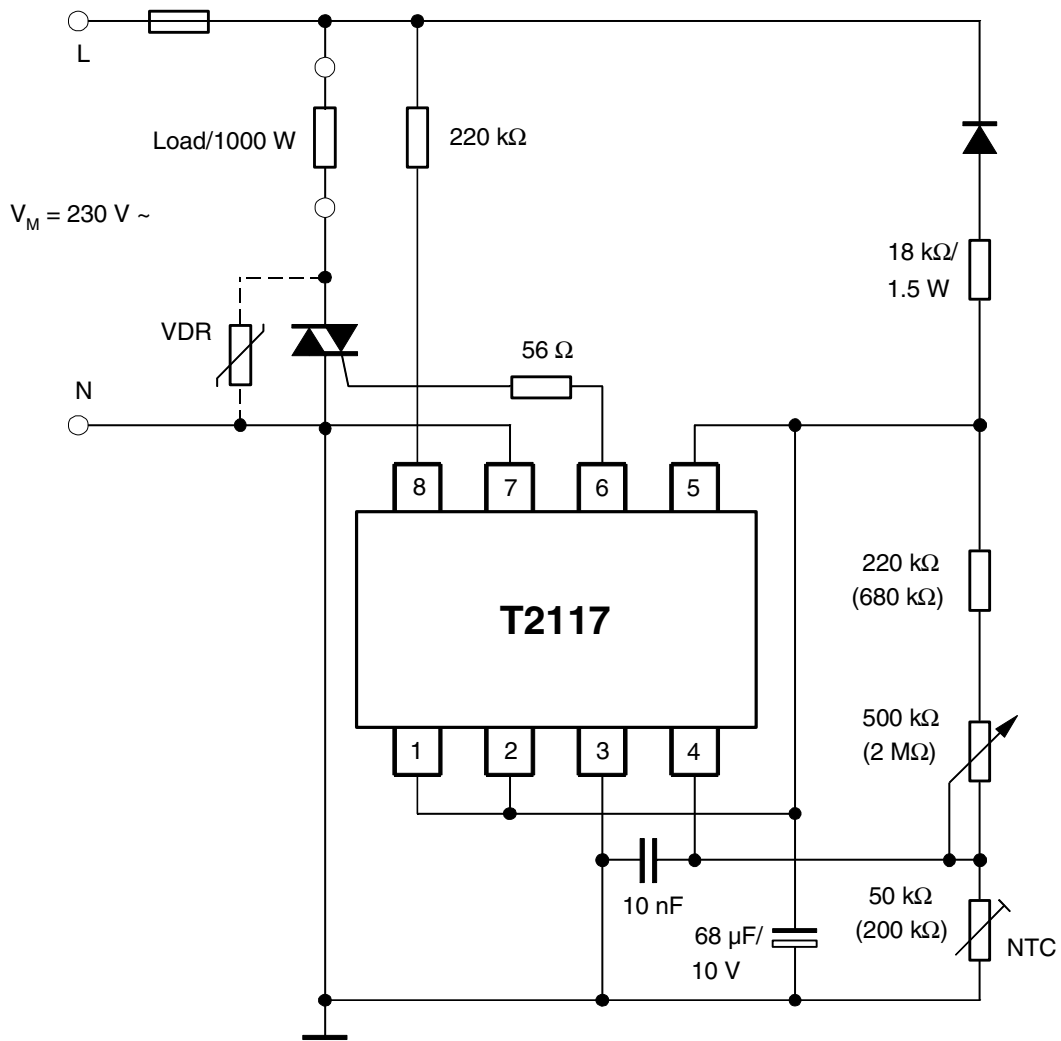 L
Load/1000 W
220 kΩ
V_M = 230 V ~
18 kΩ/
1.5 W
VDR
56 Ω
N
8
7
6
5
220 kΩ
(680 kΩ)
T2117
500 kΩ
(2 MΩ)
1
2
3
4
10 nF
50 kΩ
(200 kΩ)
68 µF/
10 V
NTC